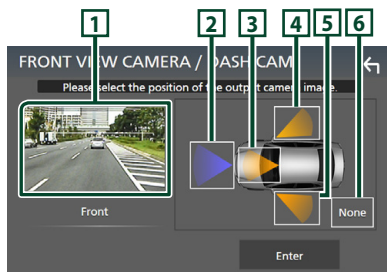 1 2 3 4 5 6
FRONT VIEW CAMERA / DASH CAM
Please select the position of the output camera image.
Front
None
Enter